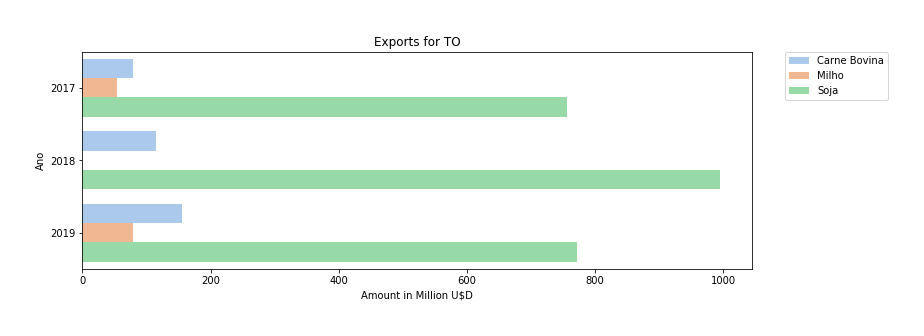 Exports for TO
Carne Bovina
Milho
Soja
Ano
2017
2018
2019
0 200 400 600 800 1000
Amount in Million U$D